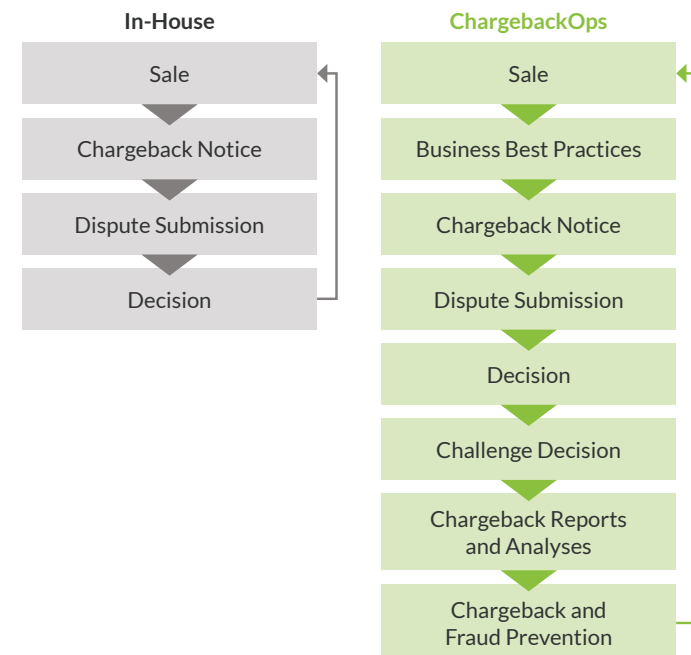 In-House
Sale
Chargeback Notice
Dispute Submission
Decision
ChargebackOps
Sale
Business Best Practices
Chargeback Notice
Dispute Submission
Decision
Challenge Decision
Chargeback Reports
and Analyses
Chargeback and
Fraud Prevention